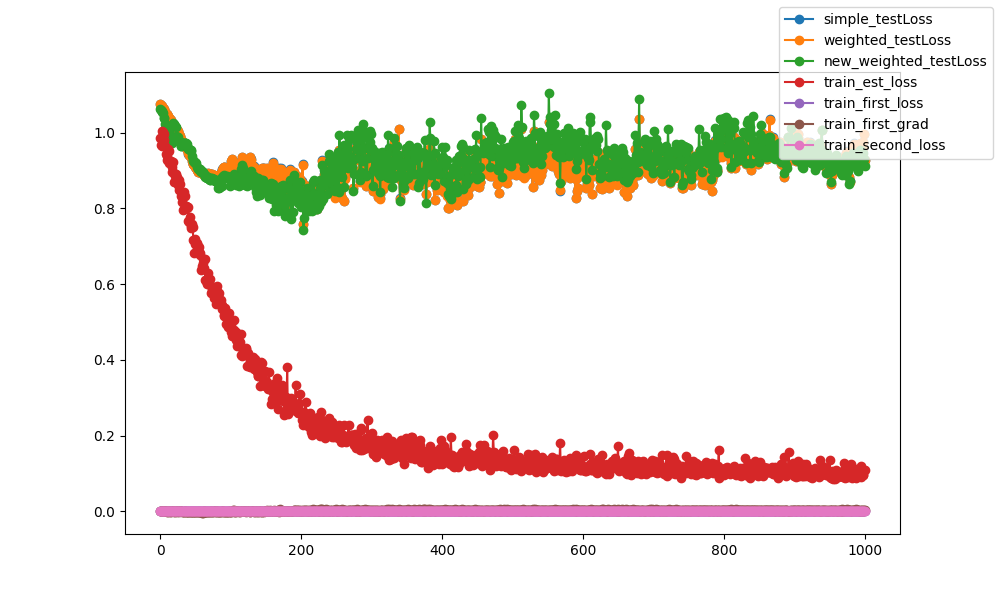 simple_testLoss
weighted_testLoss
new_weighted_testLoss
train_est_loss
train_first_loss
train_first_grad
train_second_loss
1.0
0.8
0.6
0.4
0.2
0.0
0
200
400
600
800
1000